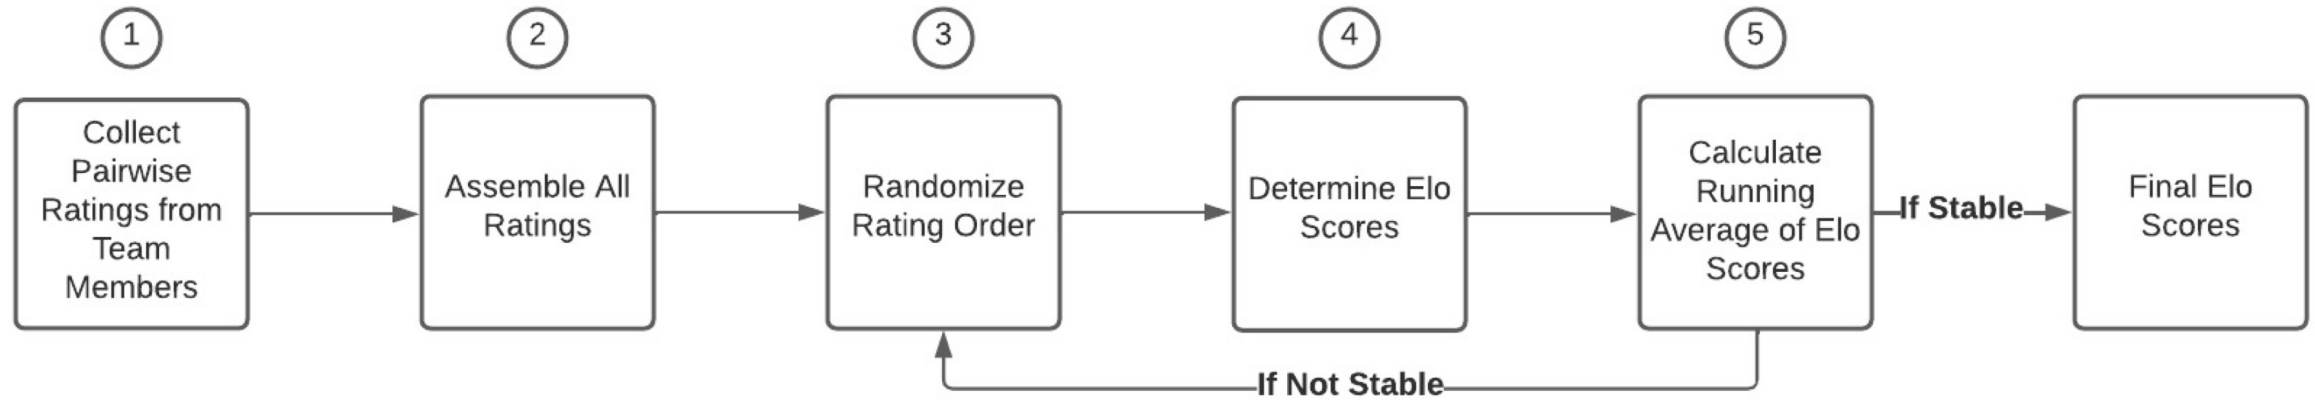 1
2
3
4
5
Collect
Pairwise
Ratings from
Team
Members
Assemble All
Ratings
Randomize
Rating Order
Determine Elo
Scores
Calculate
Running
Average of Elo
Scores
If Stable
Final Elo
Scores
If Not Stable